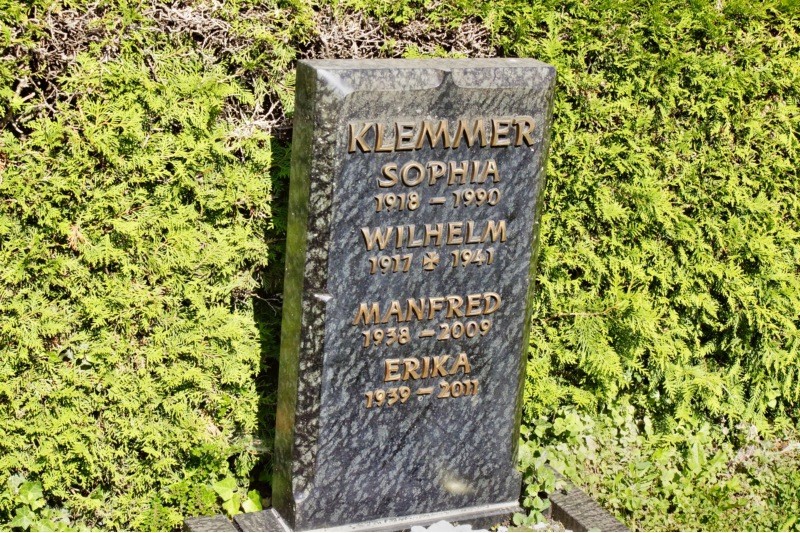 KLEMMER
SOPHIA
1918 – 1990
WILHELM
1917 ✠ 1941
MANFRED
1938 – 2009
ERIKA
1939 – 2011